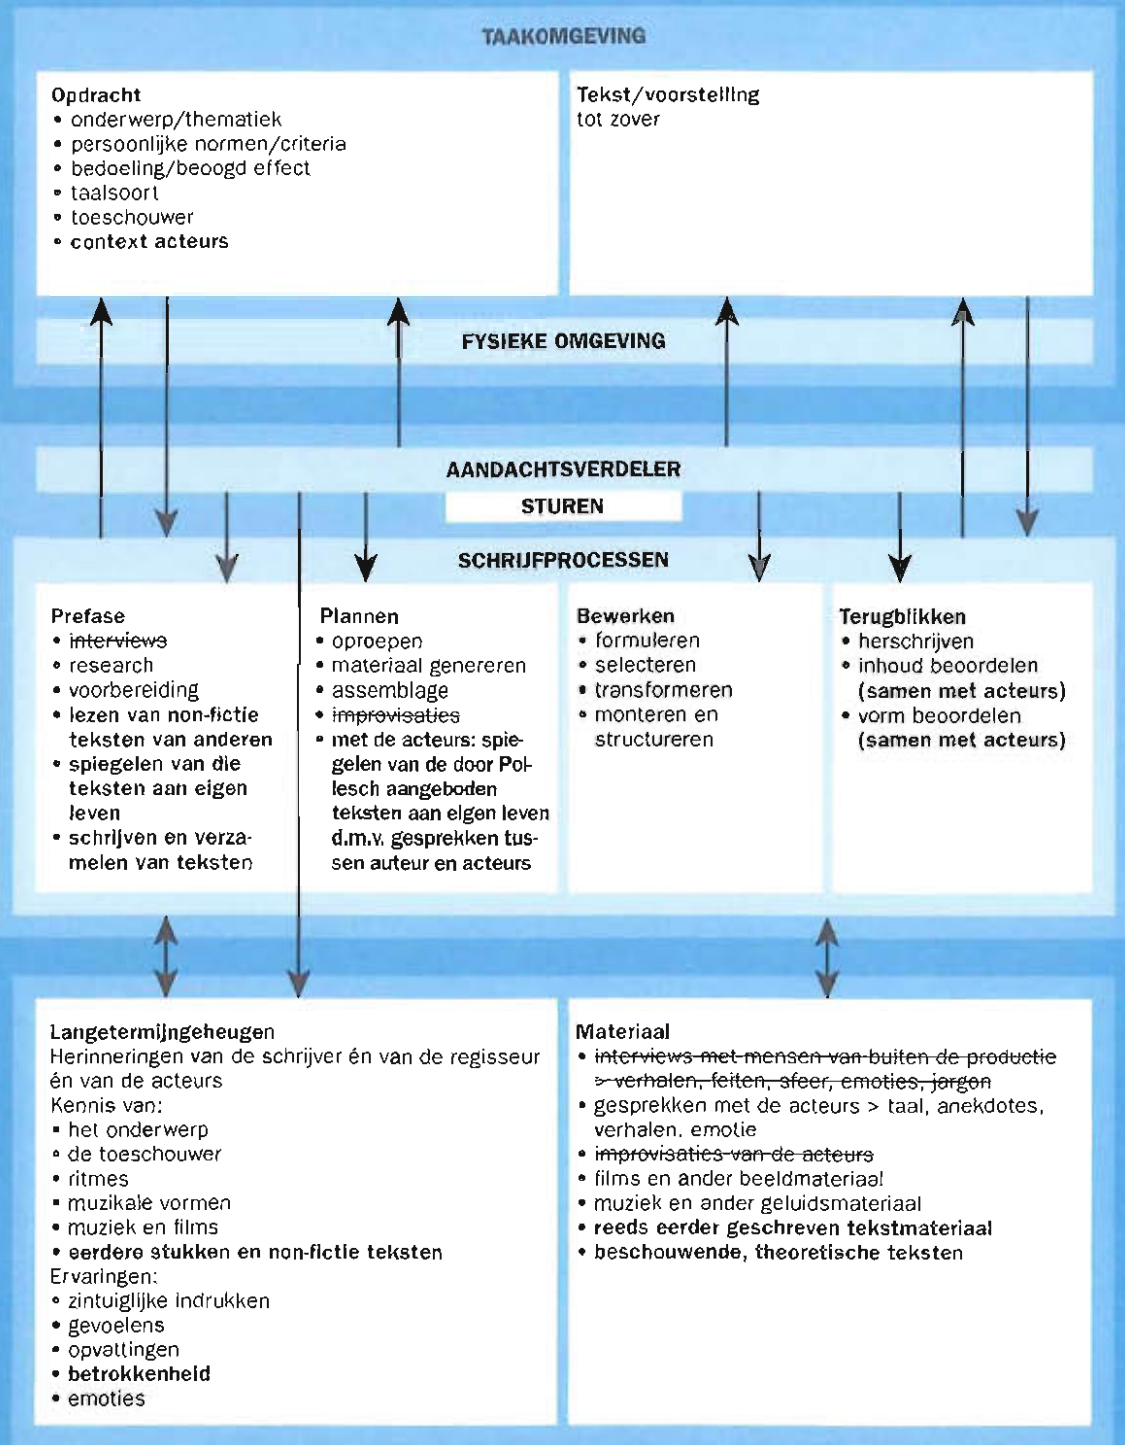 TAAKOMGEVING
Opdracht
• onderwerp/thematiek
• persoonlijke normen/criteria
• bedoeling/beoogd effect
• taalsoort
• toeschouwer
• context acteurs
Tekst/voorstelling
tot zover
FYSIEKE OMGEVING
AANDACHTSVERDELER
STUREN
SCHRIJFPROCESSEN
Prefase
• interviews
• research
• voorbereiding
• lezen van non-fictie
teksten van anderen
• spiegelen van die
teksten aan eigen
leven
• schrijven en verza-
melen van teksten
Plannen
• oproepen
• materiaal genereren
• assemblage
• improvisaties
• met de acteurs: spie-
gelen van de door Pol-
lesch aangeboden
teksten aan eigen leven
d.m.v. gesprekken tus-
sen auteur en acteurs
Bewerken
• formuleren
• selecteren
• transformeren
• monteren en
structureren
Terugblikken
• herschrijven
• inhoud beoordelen
(samen met acteurs)
• vorm beoordelen
(samen met acteurs)
Langetermijngeheugen
Herinneringen van de schrijver én van de regisseur
én van de acteurs
Kennis van:
• het onderwerp
• de toeschouwer
• ritmes
• muzikale vormen
• muziek en films
• eerdere stukken en non-fictie teksten
Ervaringen:
• zintuiglijke indrukken
• gevoelens
• opvattingen
• betrokkenheid
• emoties
Materiaal
• interviews met mensen van buiten de productie
> verhalen, feiten, sfeer, emoties, jargon
• gesprekken met de acteurs > taal, anekdotes,
verhalen, emotie
• improvisaties van de acteurs
• films en ander beeldmateriaal
• muziek en ander geluidsmateriaal
• reeds eerder geschreven tekstmateriaal
• beschouwende, theoretische teksten